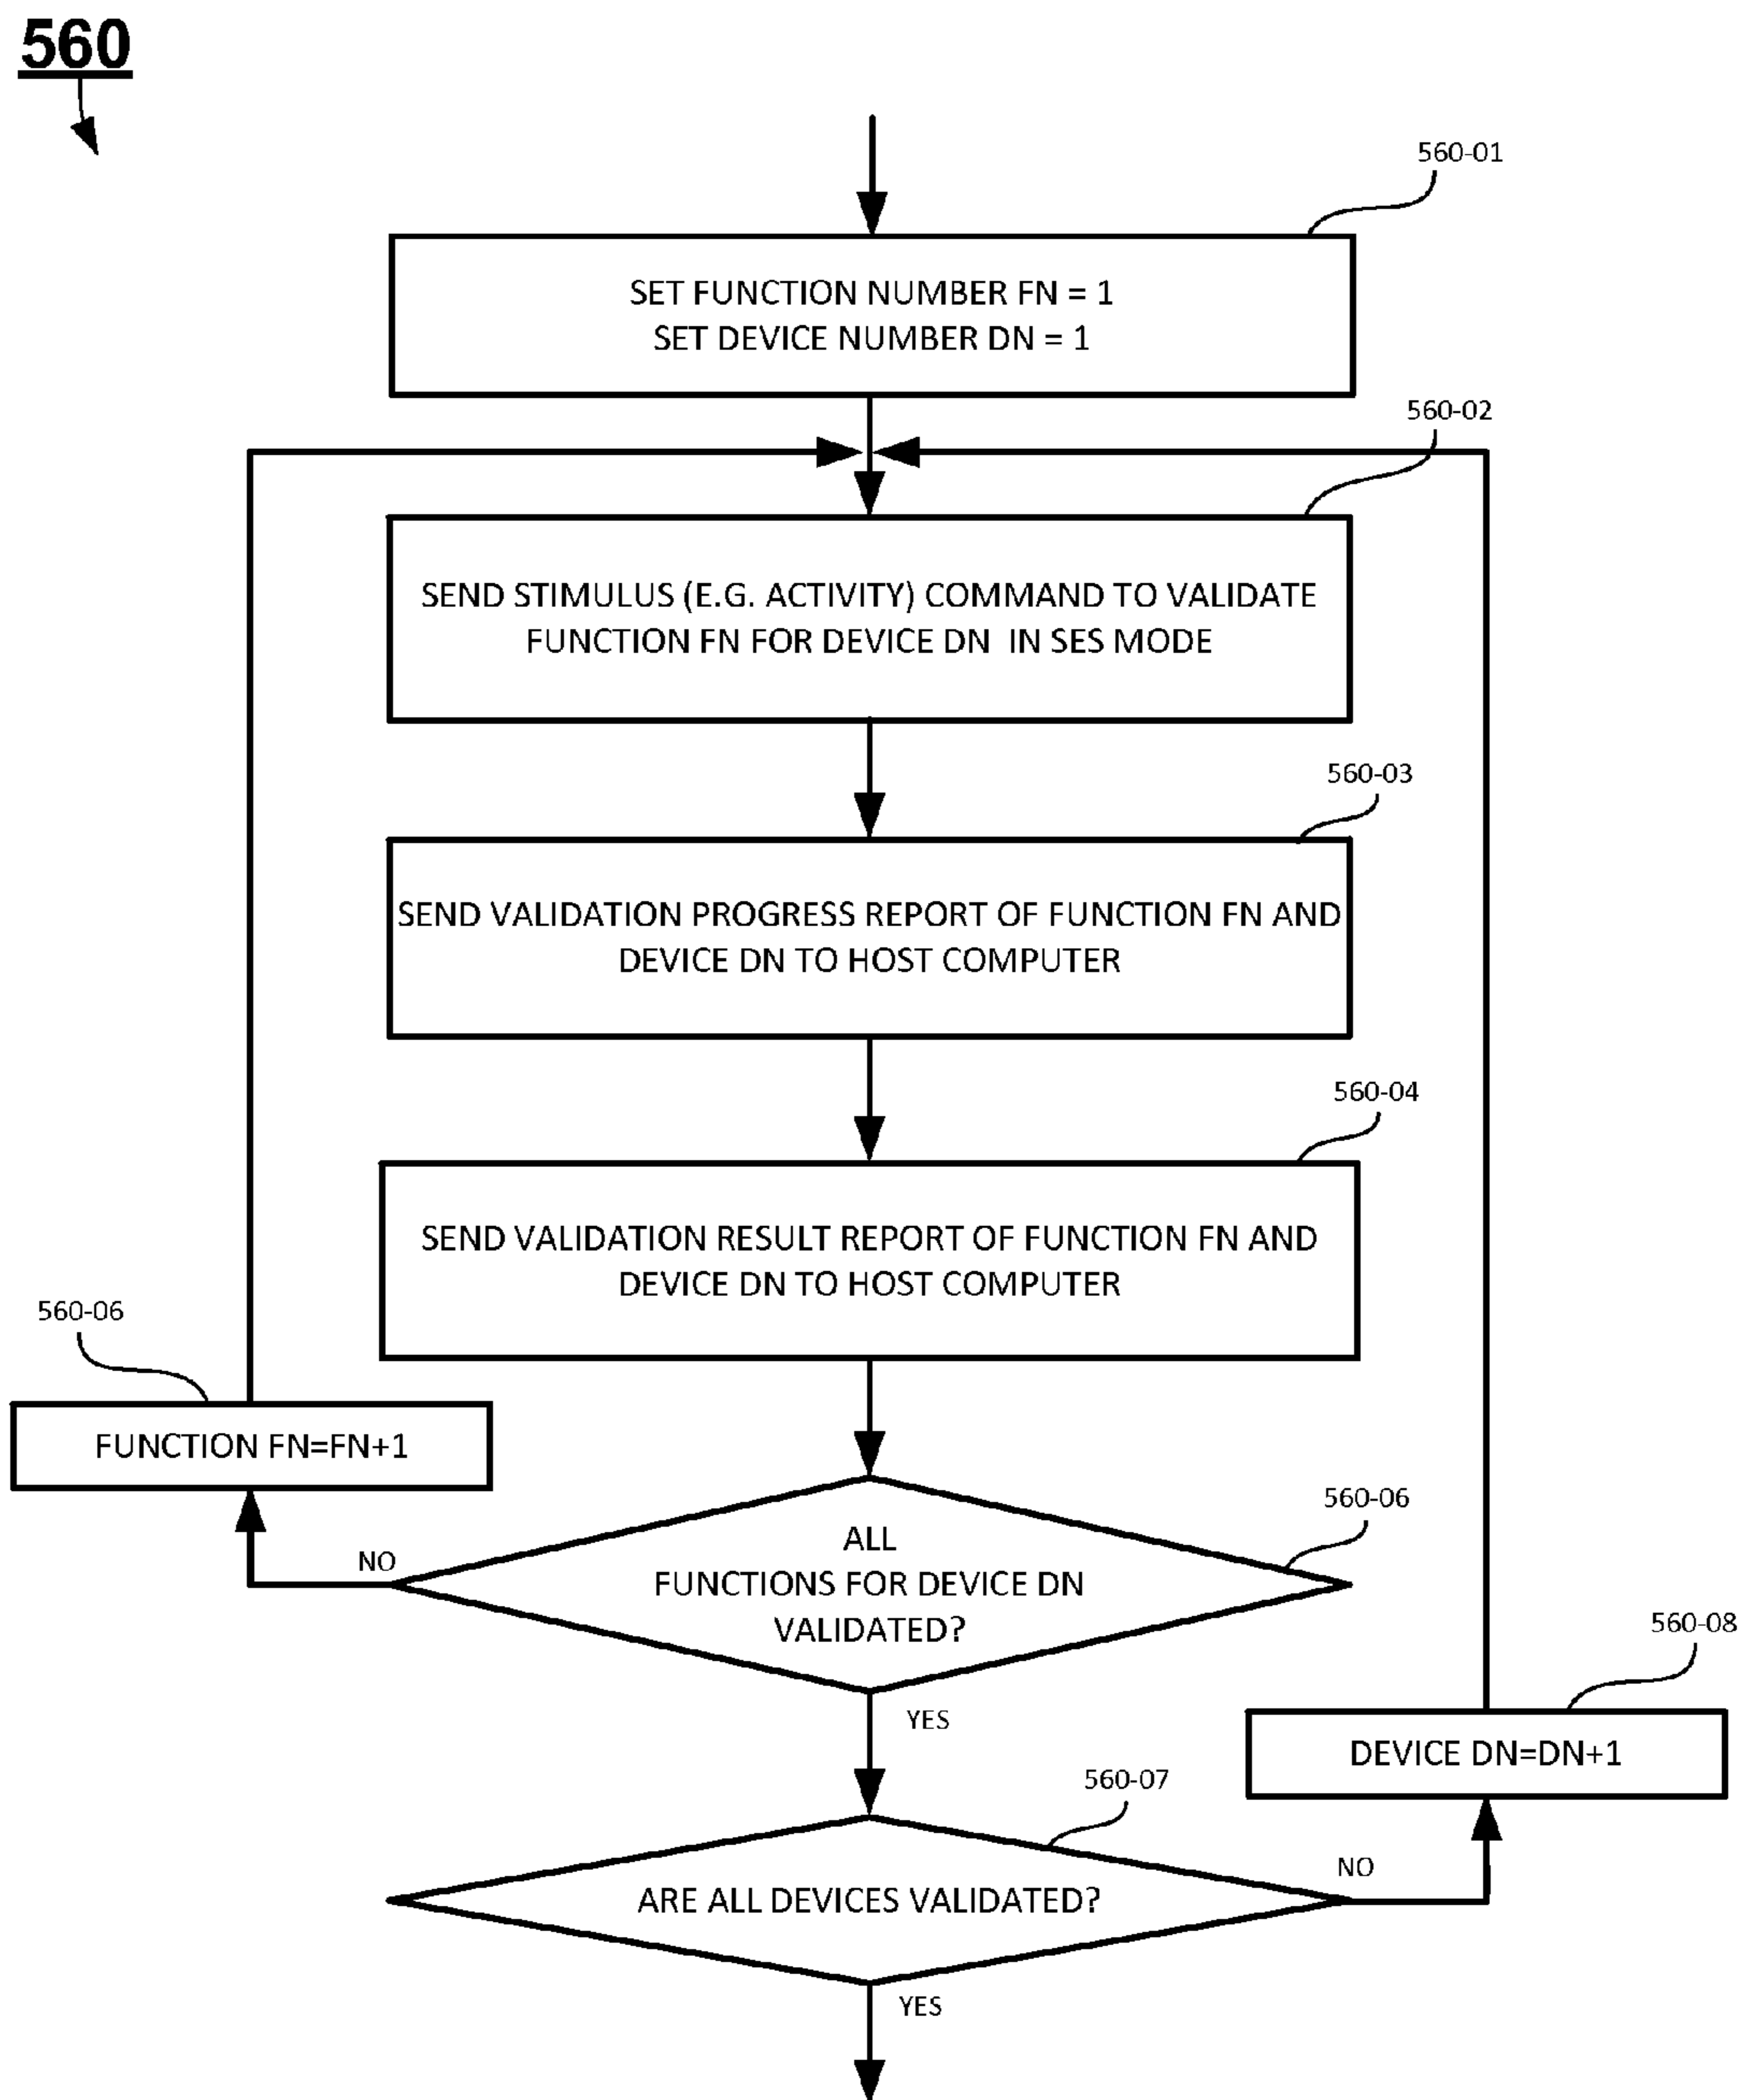 560
560-01
SET FUNCTION NUMBER FN = 1
SET DEVICE NUMBER DN = 1
560-02
SEND STIMULUS (E.G. ACTIVITY) COMMAND TO VALIDATE
FUNCTION FN FOR DEVICE DN IN SES MODE
560-03
SEND VALIDATION PROGRESS REPORT OF FUNCTION FN AND
DEVICE DN TO HOST COMPUTER
560-04
SEND VALIDATION RESULT REPORT OF FUNCTION FN AND
DEVICE DN TO HOST COMPUTER
560-06
FUNCTION FN=FN+1
560-06
NO
ALL
FUNCTIONS FOR DEVICE DN
VALIDATED?
560-08
YES
DEVICE DN=DN+1
560-07
NO
ARE ALL DEVICES VALIDATED?
YES